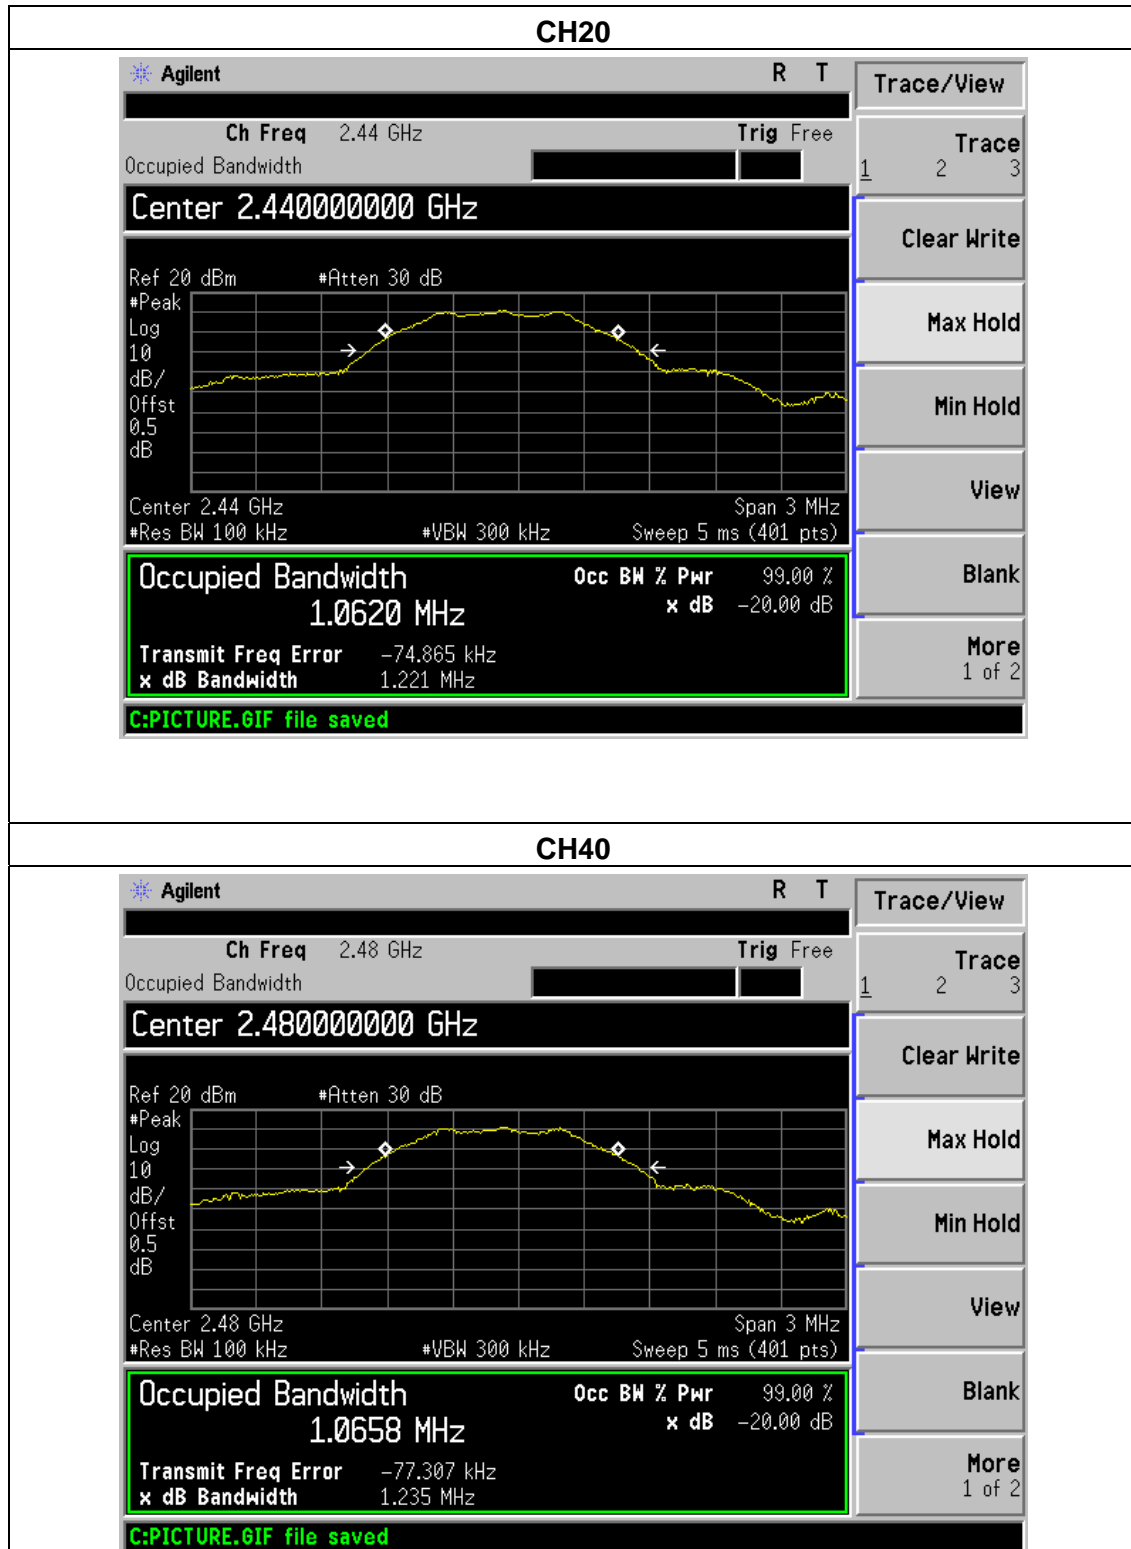 CH20
Agilent R T Trace/View
Ch Freq 2.44 GHz Trig Free
Occupied Bandwidth
Trace
1 2 3
Center 2.440000000 GHz
Clear Write
Ref 20 dBm #Atten 30 dB
#Peak
Log
10
dB/
Offst
0.5
dB
Max Hold
Min Hold
View
Center 2.44 GHz Span 3 MHz
#Res BW 100 kHz #VBW 300 kHz Sweep 5 ms (401 pts)
Occupied Bandwidth Occ BW % Pwr 99.00 %
1.0620 MHz x dB -20.00 dB
Blank
Transmit Freq Error -74.865 kHz
x dB Bandwidth 1.221 MHz
More
1 of 2
C:PICTURE.GIF file saved
CH40
Agilent R T Trace/View
Ch Freq 2.48 GHz Trig Free
Occupied Bandwidth
Trace
1 2 3
Center 2.480000000 GHz
Clear Write
Ref 20 dBm #Atten 30 dB
#Peak
Log
10
dB/
Offst
0.5
dB
Max Hold
Min Hold
View
Center 2.48 GHz Span 3 MHz
#Res BW 100 kHz #VBW 300 kHz Sweep 5 ms (401 pts)
Occupied Bandwidth Occ BW % Pwr 99.00 %
1.0658 MHz x dB -20.00 dB
Blank
Transmit Freq Error -77.307 kHz
x dB Bandwidth 1.235 MHz
More
1 of 2
C:PICTURE.GIF file saved